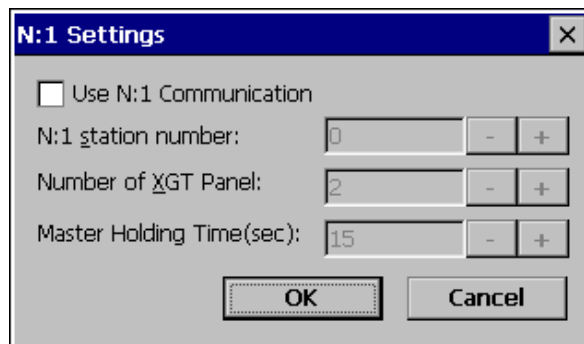 N:1 Settings
Use N:1 Communication
N:1 station number: 0 - +
Number of XGT Panel: 2 - +
Master Holding Time(sec): 15 - +
OK Cancel